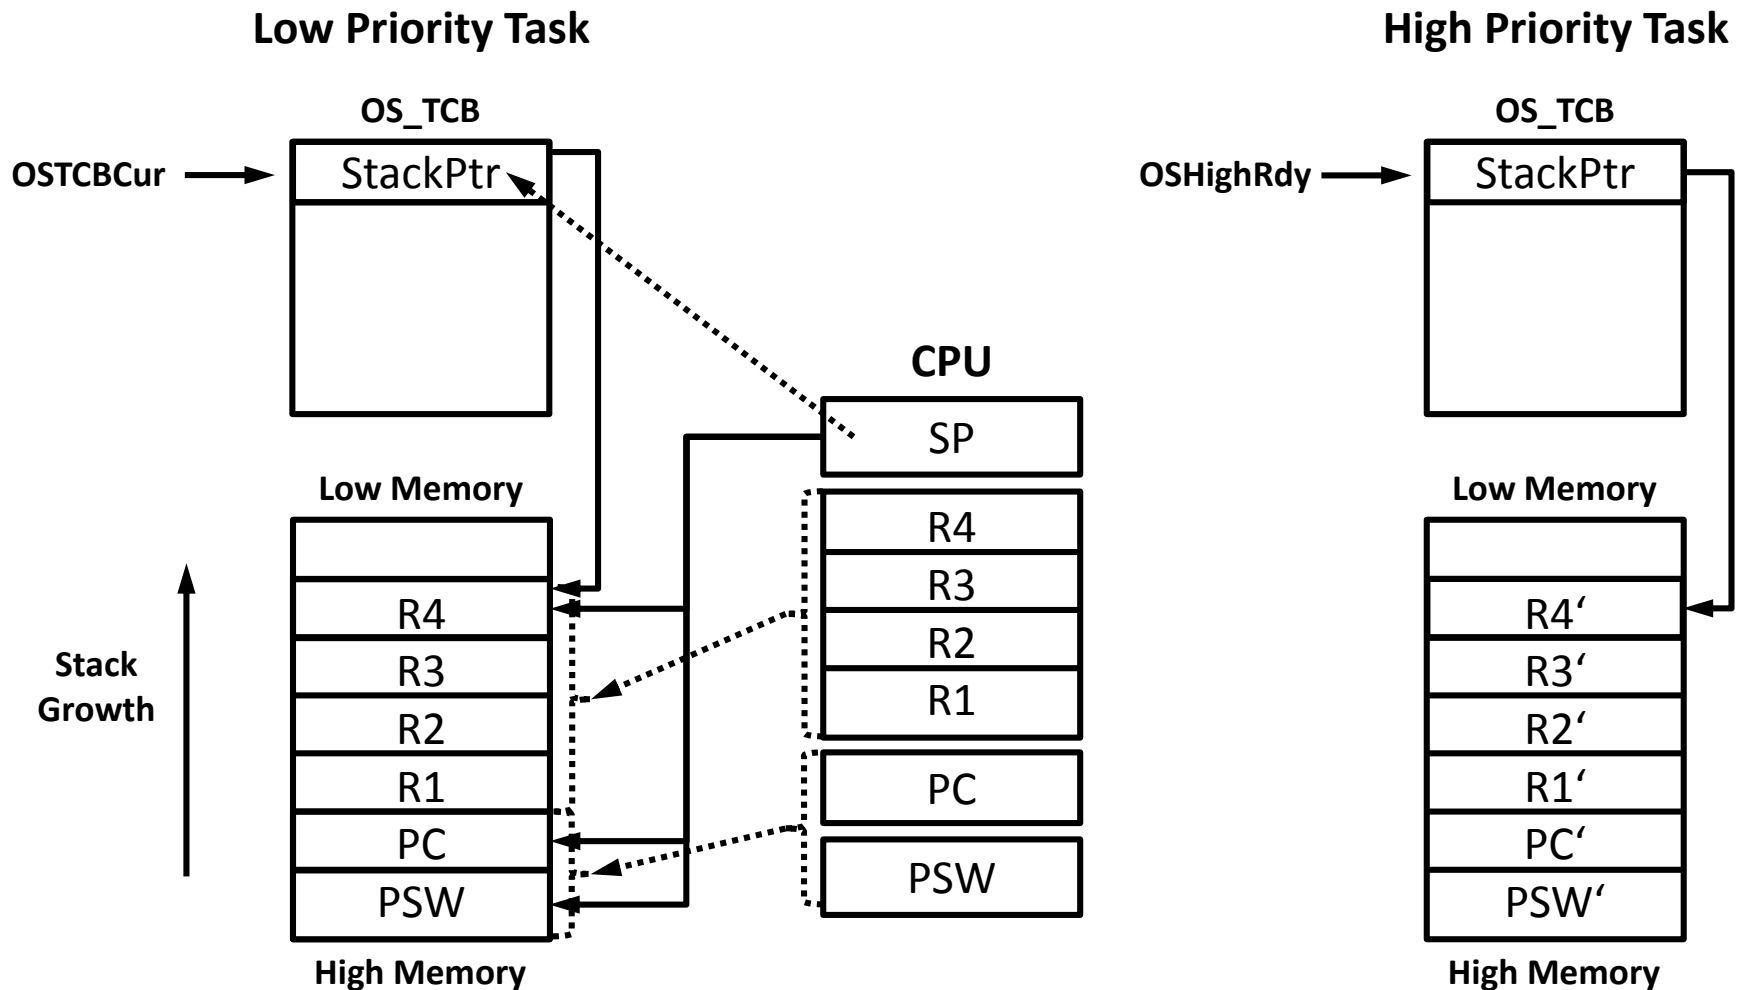 Low Priority Task
High Priority Task
OS_TCB
OS_TCB
OSTCBCur
StackPtr
OSHighRdy
StackPtr
CPU
SP
Low Memory
Low Memory
R4
R3
R2
R1
PC
PSW
R4
R3
R2
R1
PC
PSW
Stack
Growth
R4‘
R3‘
R2‘
R1‘
PC‘
PSW‘
High Memory
High Memory